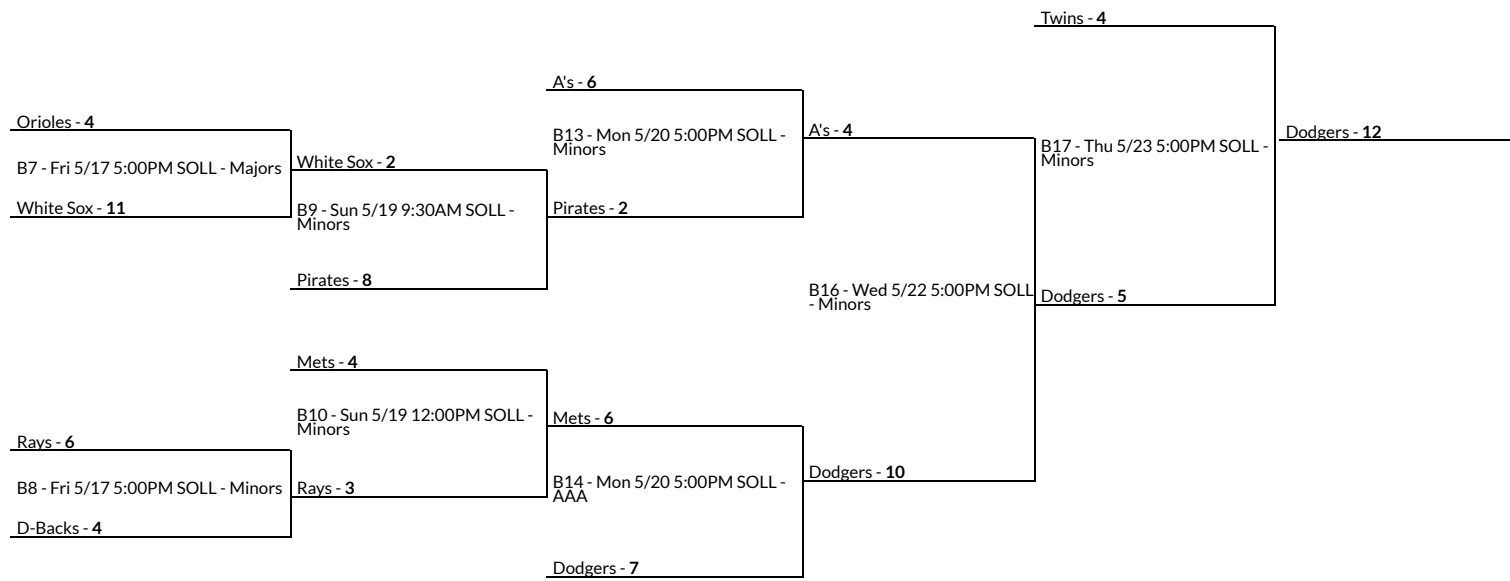 Twins - 4
A's - 6
Orioles - 4
B13 - Mon 5/20 5:00PM SOLL -
Minors
A's - 4
B17 - Thu 5/23 5:00PM SOLL -
Minors
Dodgers - 12
B7 - Fri 5/17 5:00PM SOLL - Majors
White Sox - 2
White Sox - 11
B9 - Sun 5/19 9:30AM SOLL -
Minors
Pirates - 2
Pirates - 8
B16 - Wed 5/22 5:00PM SOLL
- Minors
Dodgers - 5
Mets - 4
B10 - Sun 5/19 12:00PM SOLL -
Minors
Mets - 6
Rays - 6
Dodgers - 10
B8 - Fri 5/17 5:00PM SOLL - Minors
Rays - 3
B14 - Mon 5/20 5:00PM SOLL -
AAA
D-Backs - 4
Dodgers - 7